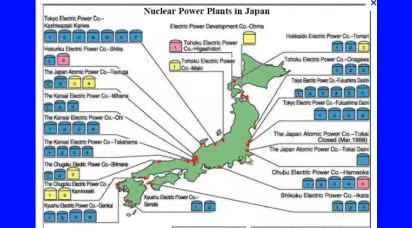 Nuclear Power Plants in Japan
Tokyo Electric Power Co.-
Kashiwazaki Kariwa
Electric Power Development Co.-Ohma
Hokkaido Electric Power Co.-Tomari
Hokuriku Electric Power Co.-Shika
Tohoku Electric
Power Co.-
Higashidori
Tohoku Electric Power Co.-Onagawa
Tohoku Electric
Power Co.-
Maki
The Japan Atomic Power Co.-Tsuruga
Tokyo Electric Power Co.-Fukushima Daiichi
The Kansai Electric Power Co.-Mihama
Tokyo Electric Power Co.-Fukushima Daini
The Kansai Electric Power Co.-Ohi
The Japan Atomic Power Co.-Tokai
Closed (Mar.1998)
The Kansai Electric Power Co.-Takahama
The Japan Atomic Power Co.-Tokai Daini
The Chugoku Electric Power Co.-Shimane
Chubu Electric Power Co.-Hamaoka
The Chugoku Electric Power Co.-
Kaminoseki
Shikoku Electric Power Co.-Ikata
Kyushu Electric Power Co.-Genkai
Kyushu Electric Power Co.-
Sendai